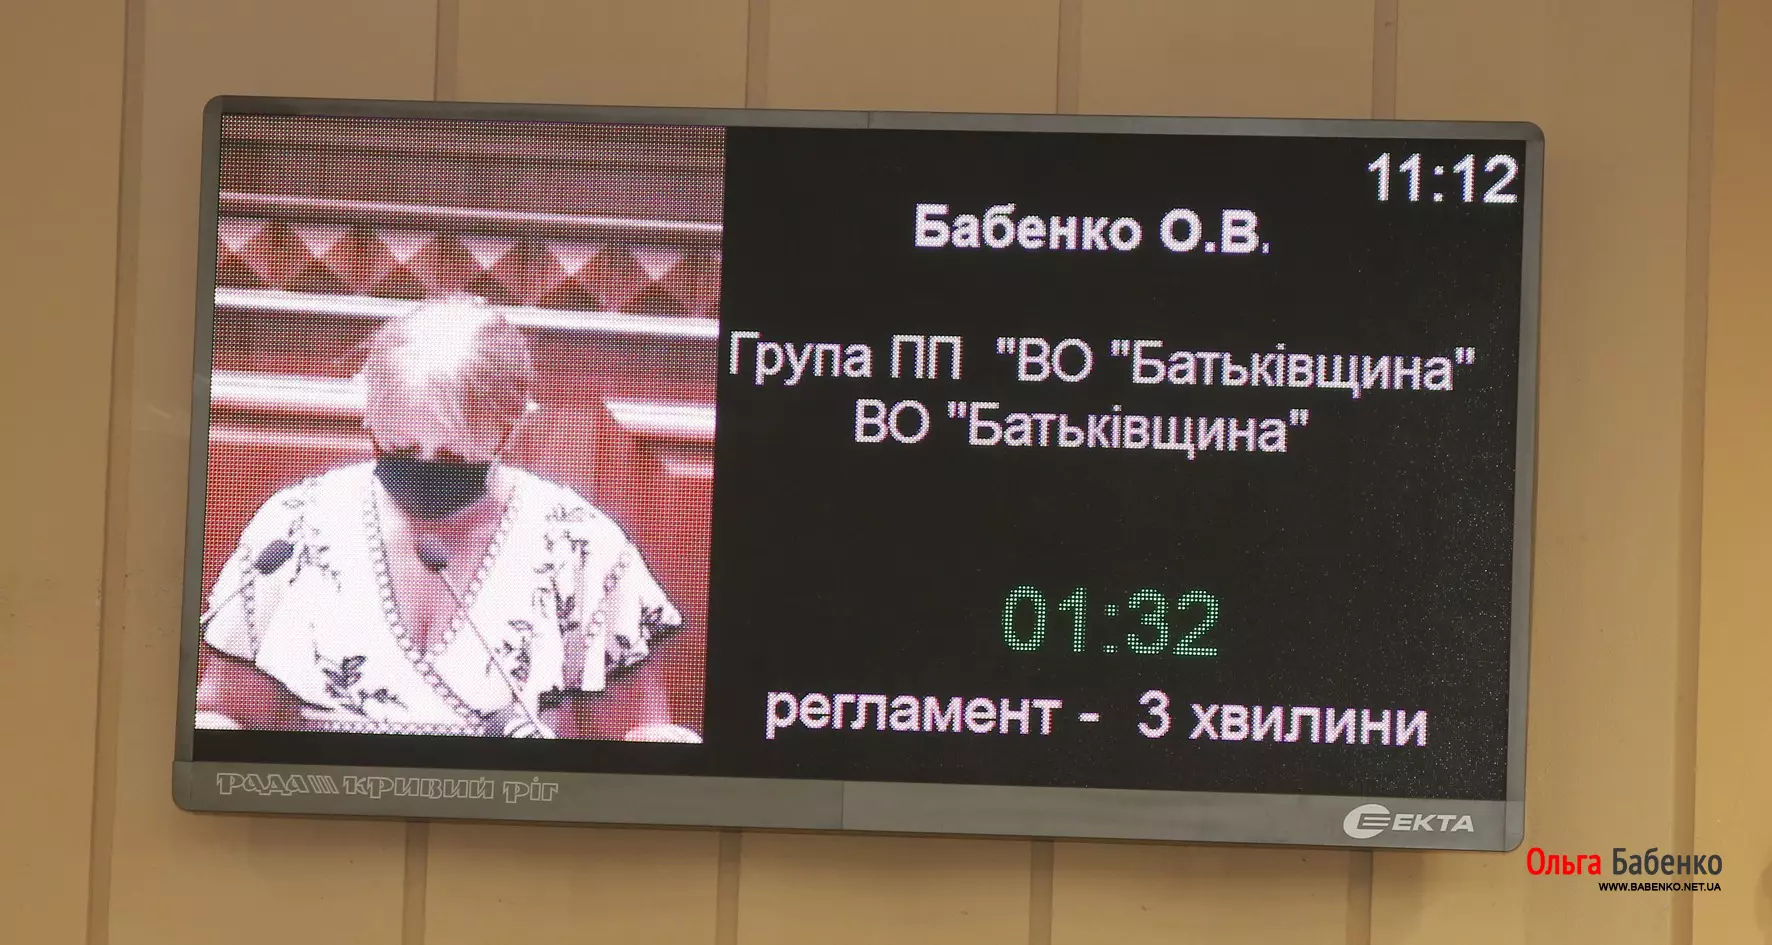 11:12
Бабенко О.В.
Група ПП "ВО "Батьківщина"
ВО "Батьківщина"
01:32
регламент - 3 хвилини
РАДА КРИВИЙ РІГ
ЕКТА
Ольга Бабенко
WWW.BABENKO.NET.UA